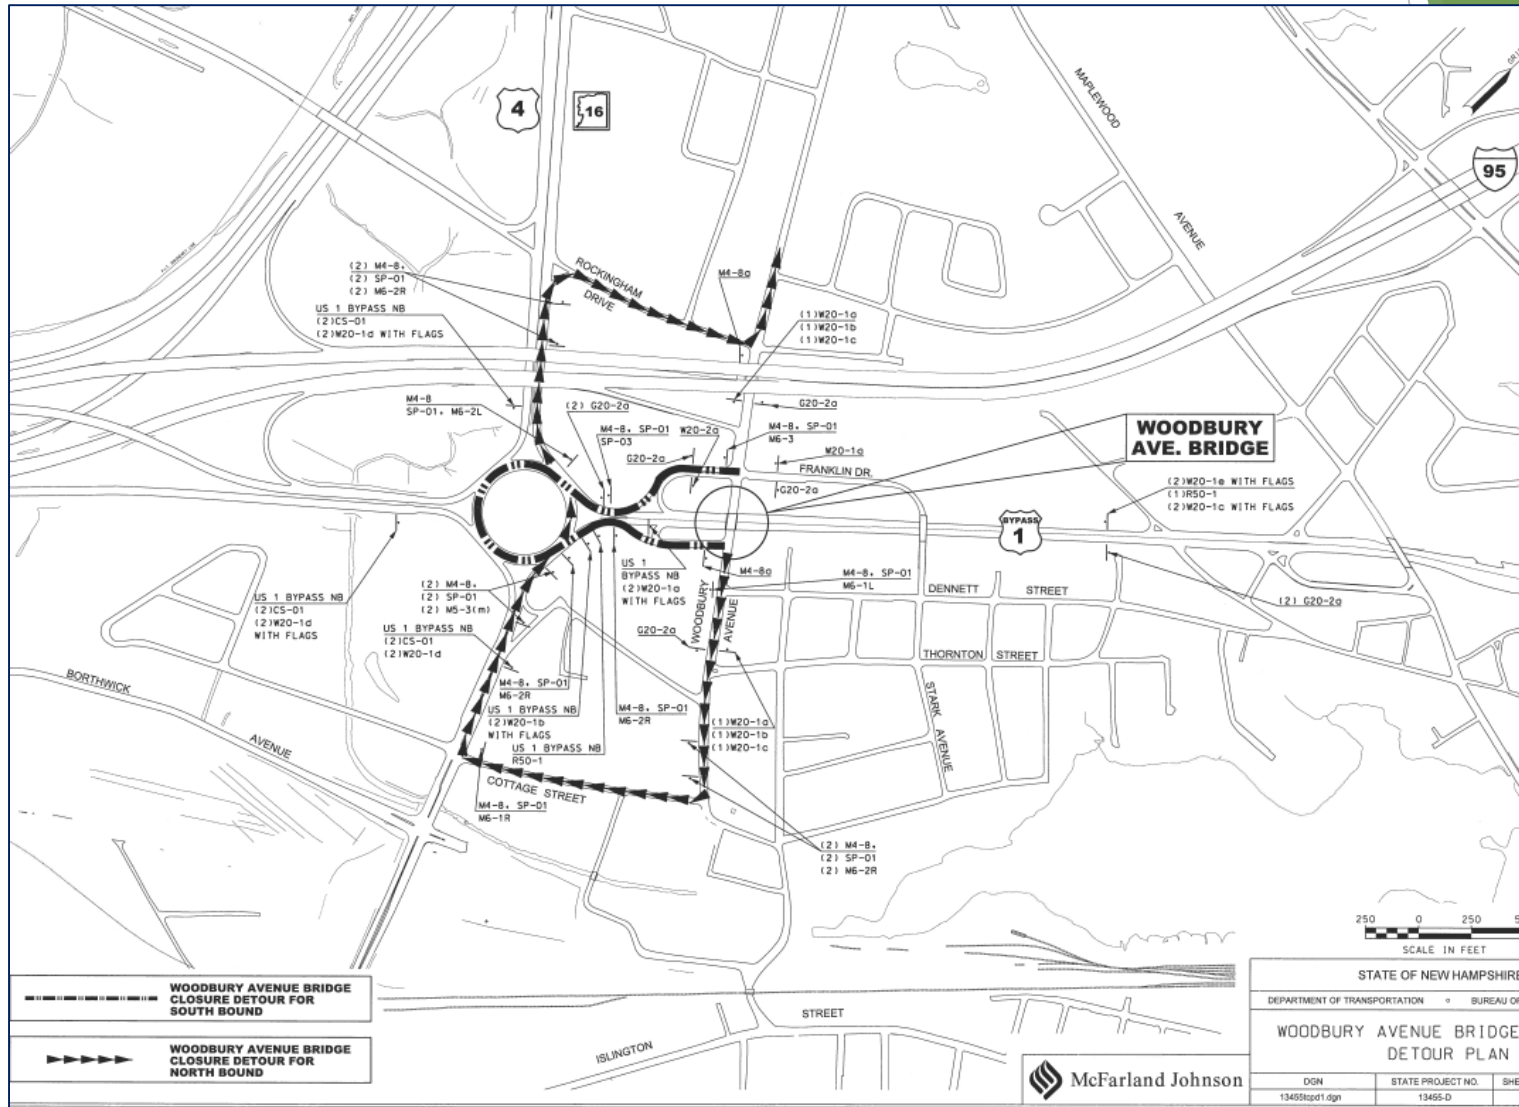 MAPLEWOOD
AVENUE
95
4
16
ROCKINGHAM
DRIVE
M4-8a
(2) M4-8,
(2) SP-01
(2) M6-2R
US 1 BYPASS NB
(2)CS-01
(2)W20-1d WITH FLAGS
(1)W20-1a
(1)W20-1b
(1)W20-1c
M4-8
SP-01, M6-2L
(2) G20-2a
G20-2a
M4-8, SP-01
SP-03
W20-2a
M4-8, SP-01
M6-3
G20-2a
W20-1a
FRANKLIN DR.
G20-2a
WOODBURY
AVE. BRIDGE
(2)W20-1e WITH FLAGS
(1)R50-1
(2)W20-1c WITH FLAGS
BYPASS
1
US 1
BYPASS NB
(2)W20-1a
WITH FLAGS
M4-8a
M4-8, SP-01
M6-1L
DENNETT STREET
(2) G20-2a
US 1 BYPASS NB
(2)CS-01
(2)W20-1d
WITH FLAGS
(2) M4-8,
(2) SP-01
(2) M5-3(m)
US 1 BYPASS NB
(2)CS-01
(2)W20-1d
WOODBURY
AVENUE
G20-2a
THORNTON STREET
STARK AVENUE
BORTHWICK
AVENUE
M4-8, SP-01
M6-2R
US 1 BYPASS NB
(2)W20-1b
WITH FLAGS
US 1 BYPASS NB
R50-1
M4-8, SP-01
M6-2R
(1)W20-1a
(1)W20-1b
(1)W20-1c
COTTAGE STREET
M4-8, SP-01
M6-1R
(2) M4-8,
(2) SP-01
(2) M6-2R
250 0 250
SCALE IN FEET
WOODBURY AVENUE BRIDGE
CLOSURE DETOUR FOR
SOUTH BOUND
WOODBURY AVENUE BRIDGE
CLOSURE DETOUR FOR
NORTH BOUND
ISLINGTON
STREET
McFarland Johnson
STATE OF NEW HAMPSHIRE
DEPARTMENT OF TRANSPORTATION ° BUREAU OF
WOODBURY AVENUE BRIDGE
DETOUR PLAN
DGN
STATE PROJECT NO.
SHE
13455tcpd1.dgn
13455-D